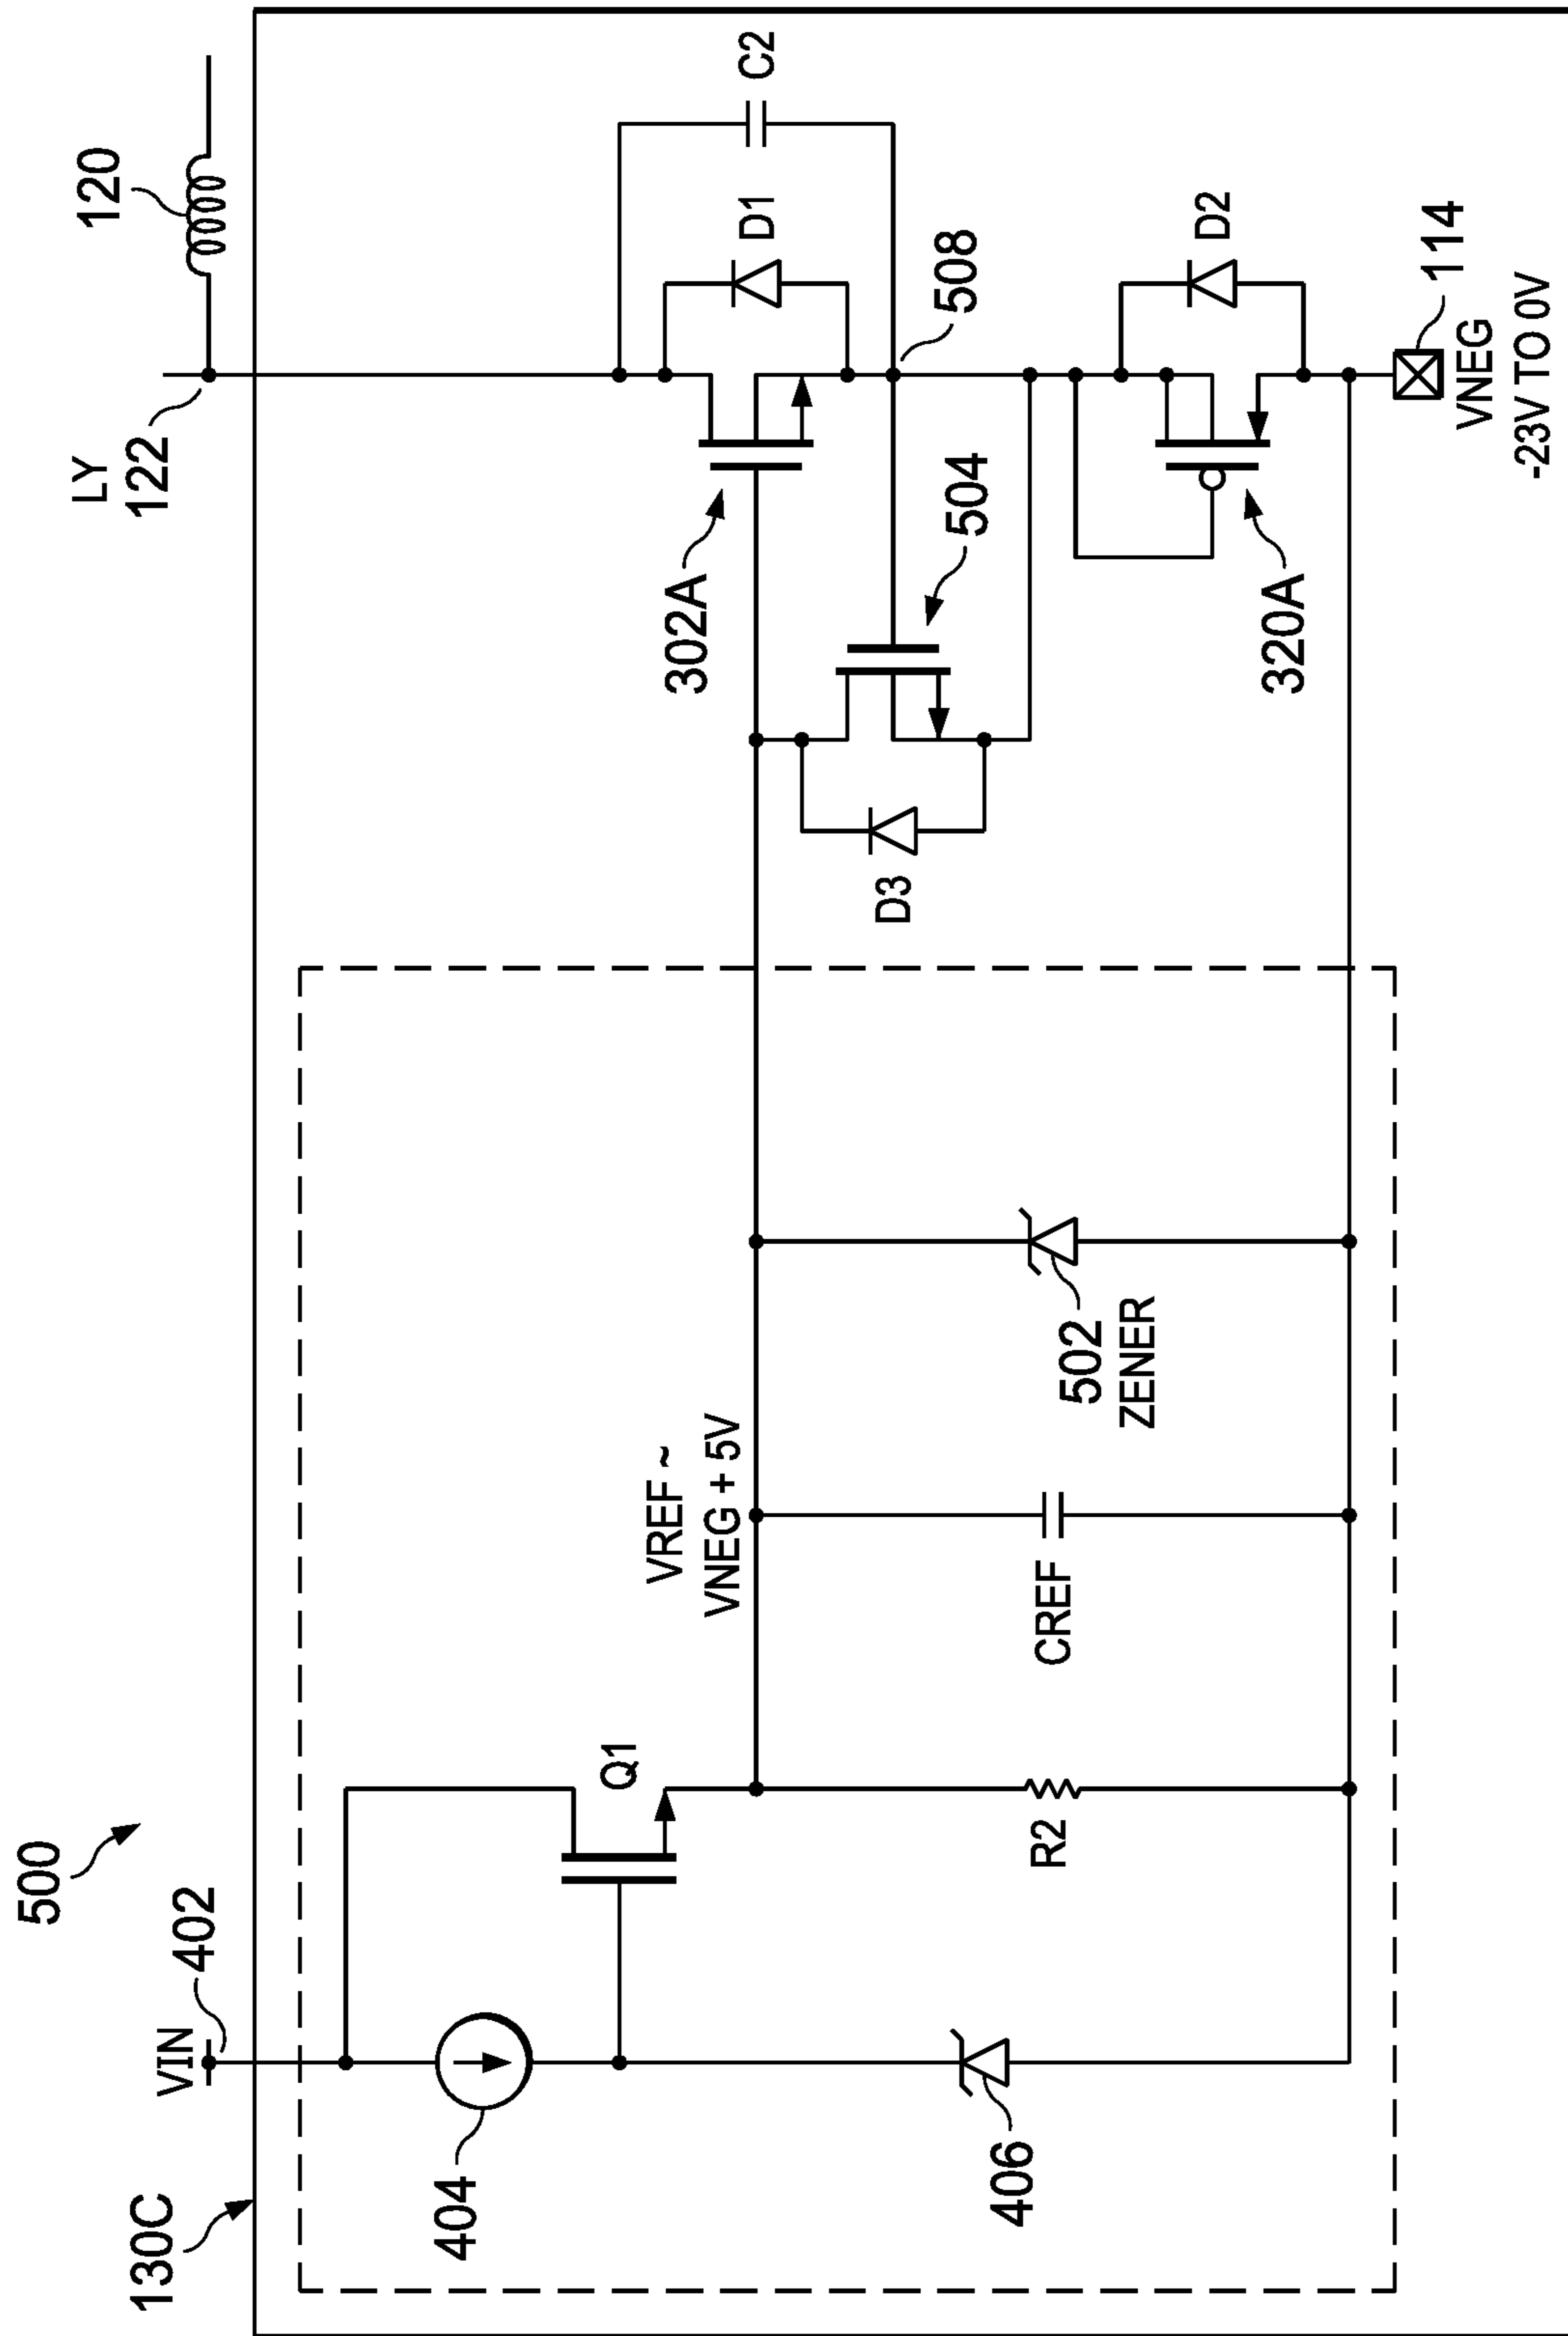 500
130C
VIN
402
404
406
Q1
R2
VREF ~
VNEG + 5V
CREF
502
ZENER
D3
504
302A
320A
LY
122
120
C2
D1
508
D2
114
VNEG
-23V TO 0V